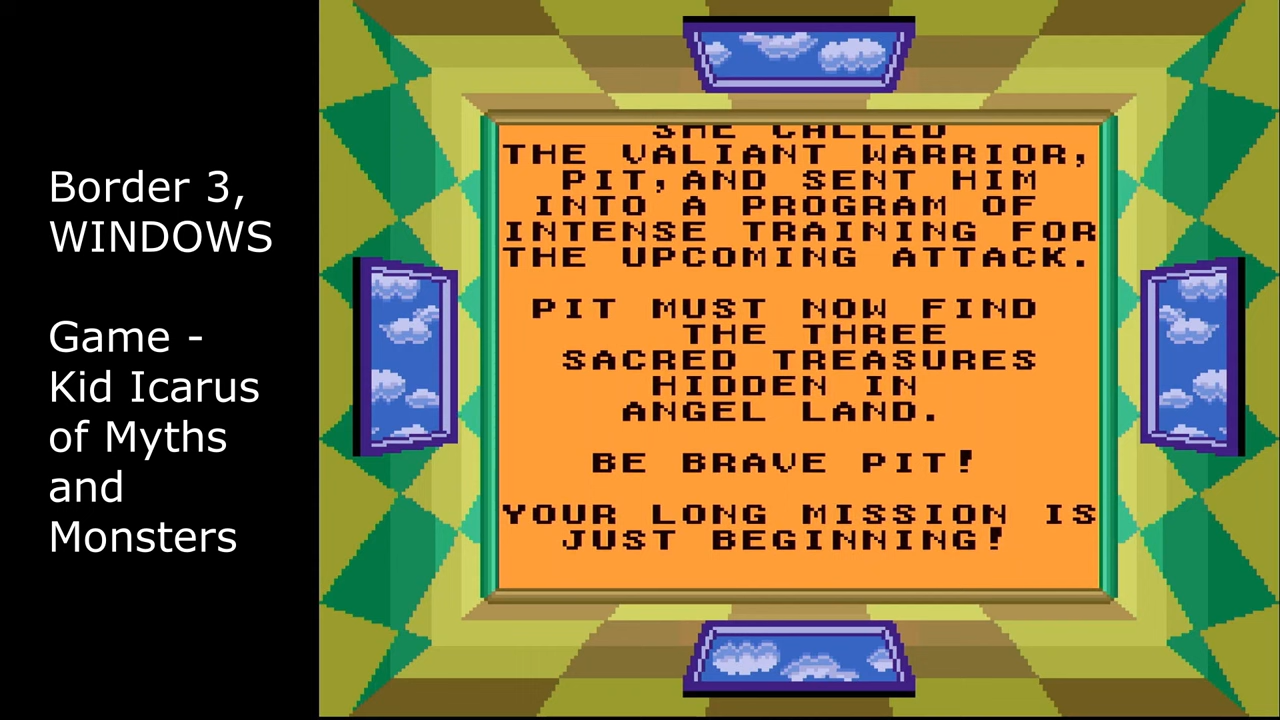 Border 3,
WINDOWS
Game -
Kid Icarus
of Myths
and
Monsters
SHE CALLED
THE VALIANT WARRIOR,
PIT,AND SENT HIM
INTO A PROGRAM OF
INTENSE TRAINING FOR
THE UPCOMING ATTACK.
PIT MUST NOW FIND
THE THREE
SACRED TREASURES
HIDDEN IN
ANGEL LAND.
BE BRAVE PIT!
YOUR LONG MISSION IS
JUST BEGINNING!